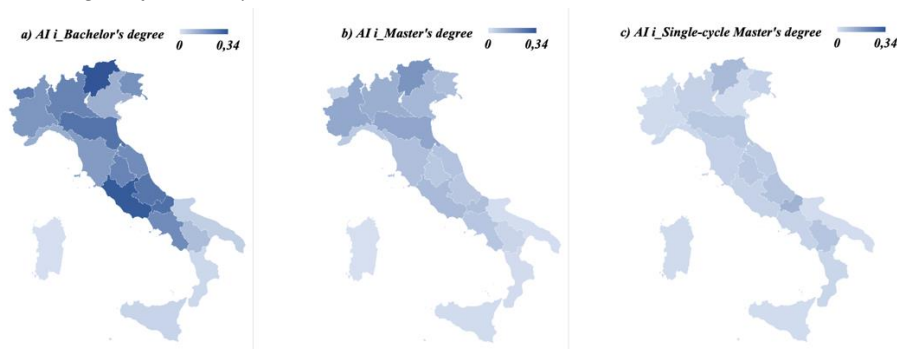 a) AI i_Bachelor's degree
0 0,34
b) AI i_Master's degree
0 0,34
c) AI i_Single-cycle Master's degree
0 0,34